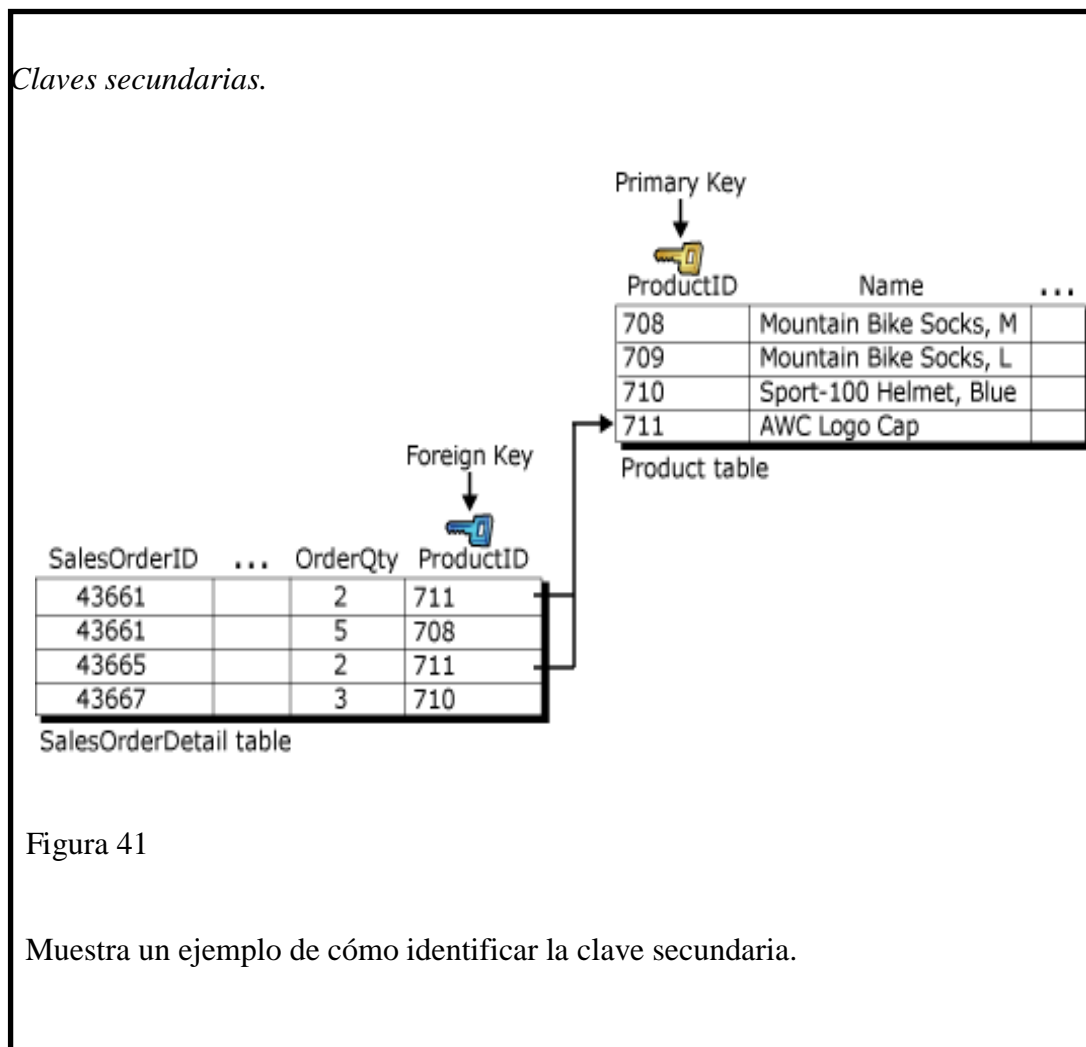 Claves secundarias.
Primary Key
ProductID Name ...
708 Mountain Bike Socks, M
709 Mountain Bike Socks, L
710 Sport-100 Helmet, Blue
711 AWC Logo Cap
Product table
Foreign Key
SalesOrderID ... OrderQty ProductID
43661 2 711
43661 5 708
43665 2 711
43667 3 710
SalesOrderDetail table
Figura 41
Muestra un ejemplo de cómo identificar la clave secundaria.